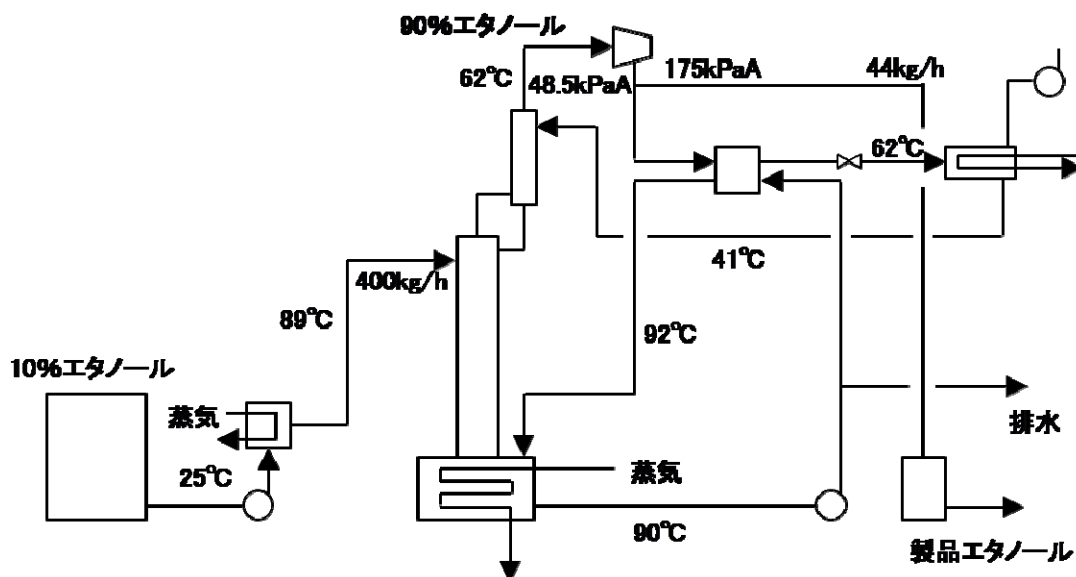 90%エタノール
62℃
48.5kPaA
175kPaA
44kg/h
62℃
41℃
400kg/h
89℃
92℃
10%エタノール
蒸気
25℃
蒸気
90℃
排水
製品エタノール